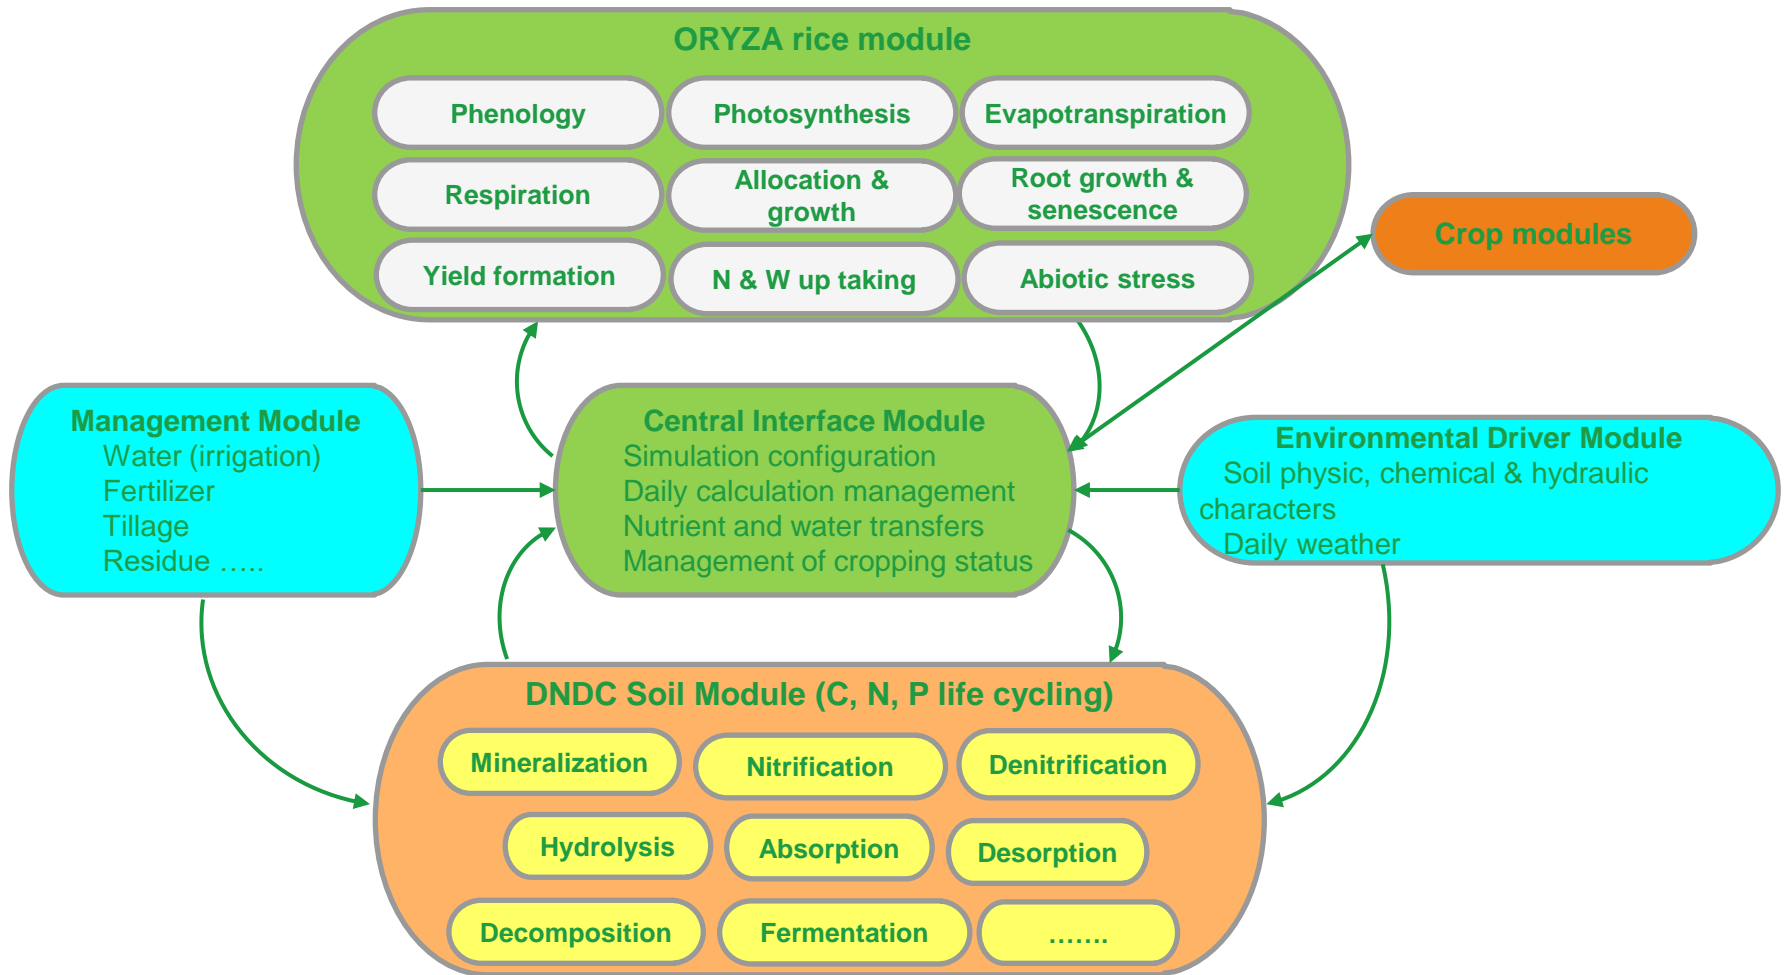 ORYZA rice module
Phenology
Photosynthesis
Evapotranspiration
Respiration
Allocation &
growth
Root growth &
senescence
Yield formation
N & W up taking
Abiotic stress
Crop modules
Management Module
Water (irrigation)
Fertilizer
Tillage
Residue …..
Central Interface Module
Simulation configuration
Daily calculation management
Nutrient and water transfers
Management of cropping status
Environmental Driver Module
Soil physic, chemical & hydraulic
characters
Daily weather
DNDC Soil Module (C, N, P life cycling)
Mineralization
Nitrification
Denitrification
Hydrolysis
Absorption
Desorption
Decomposition
Fermentation
…….